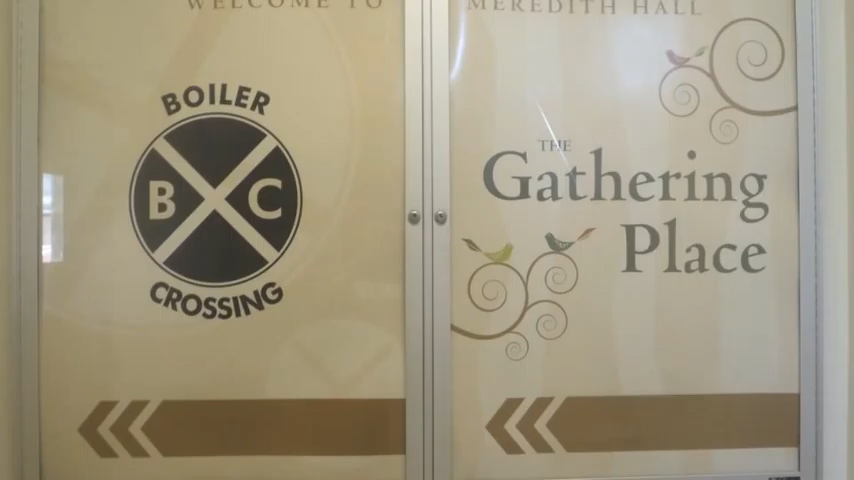 WELCOME TO MEREDITH HALL
BOILER
B C
CROSSING
THE
Gathering
Place